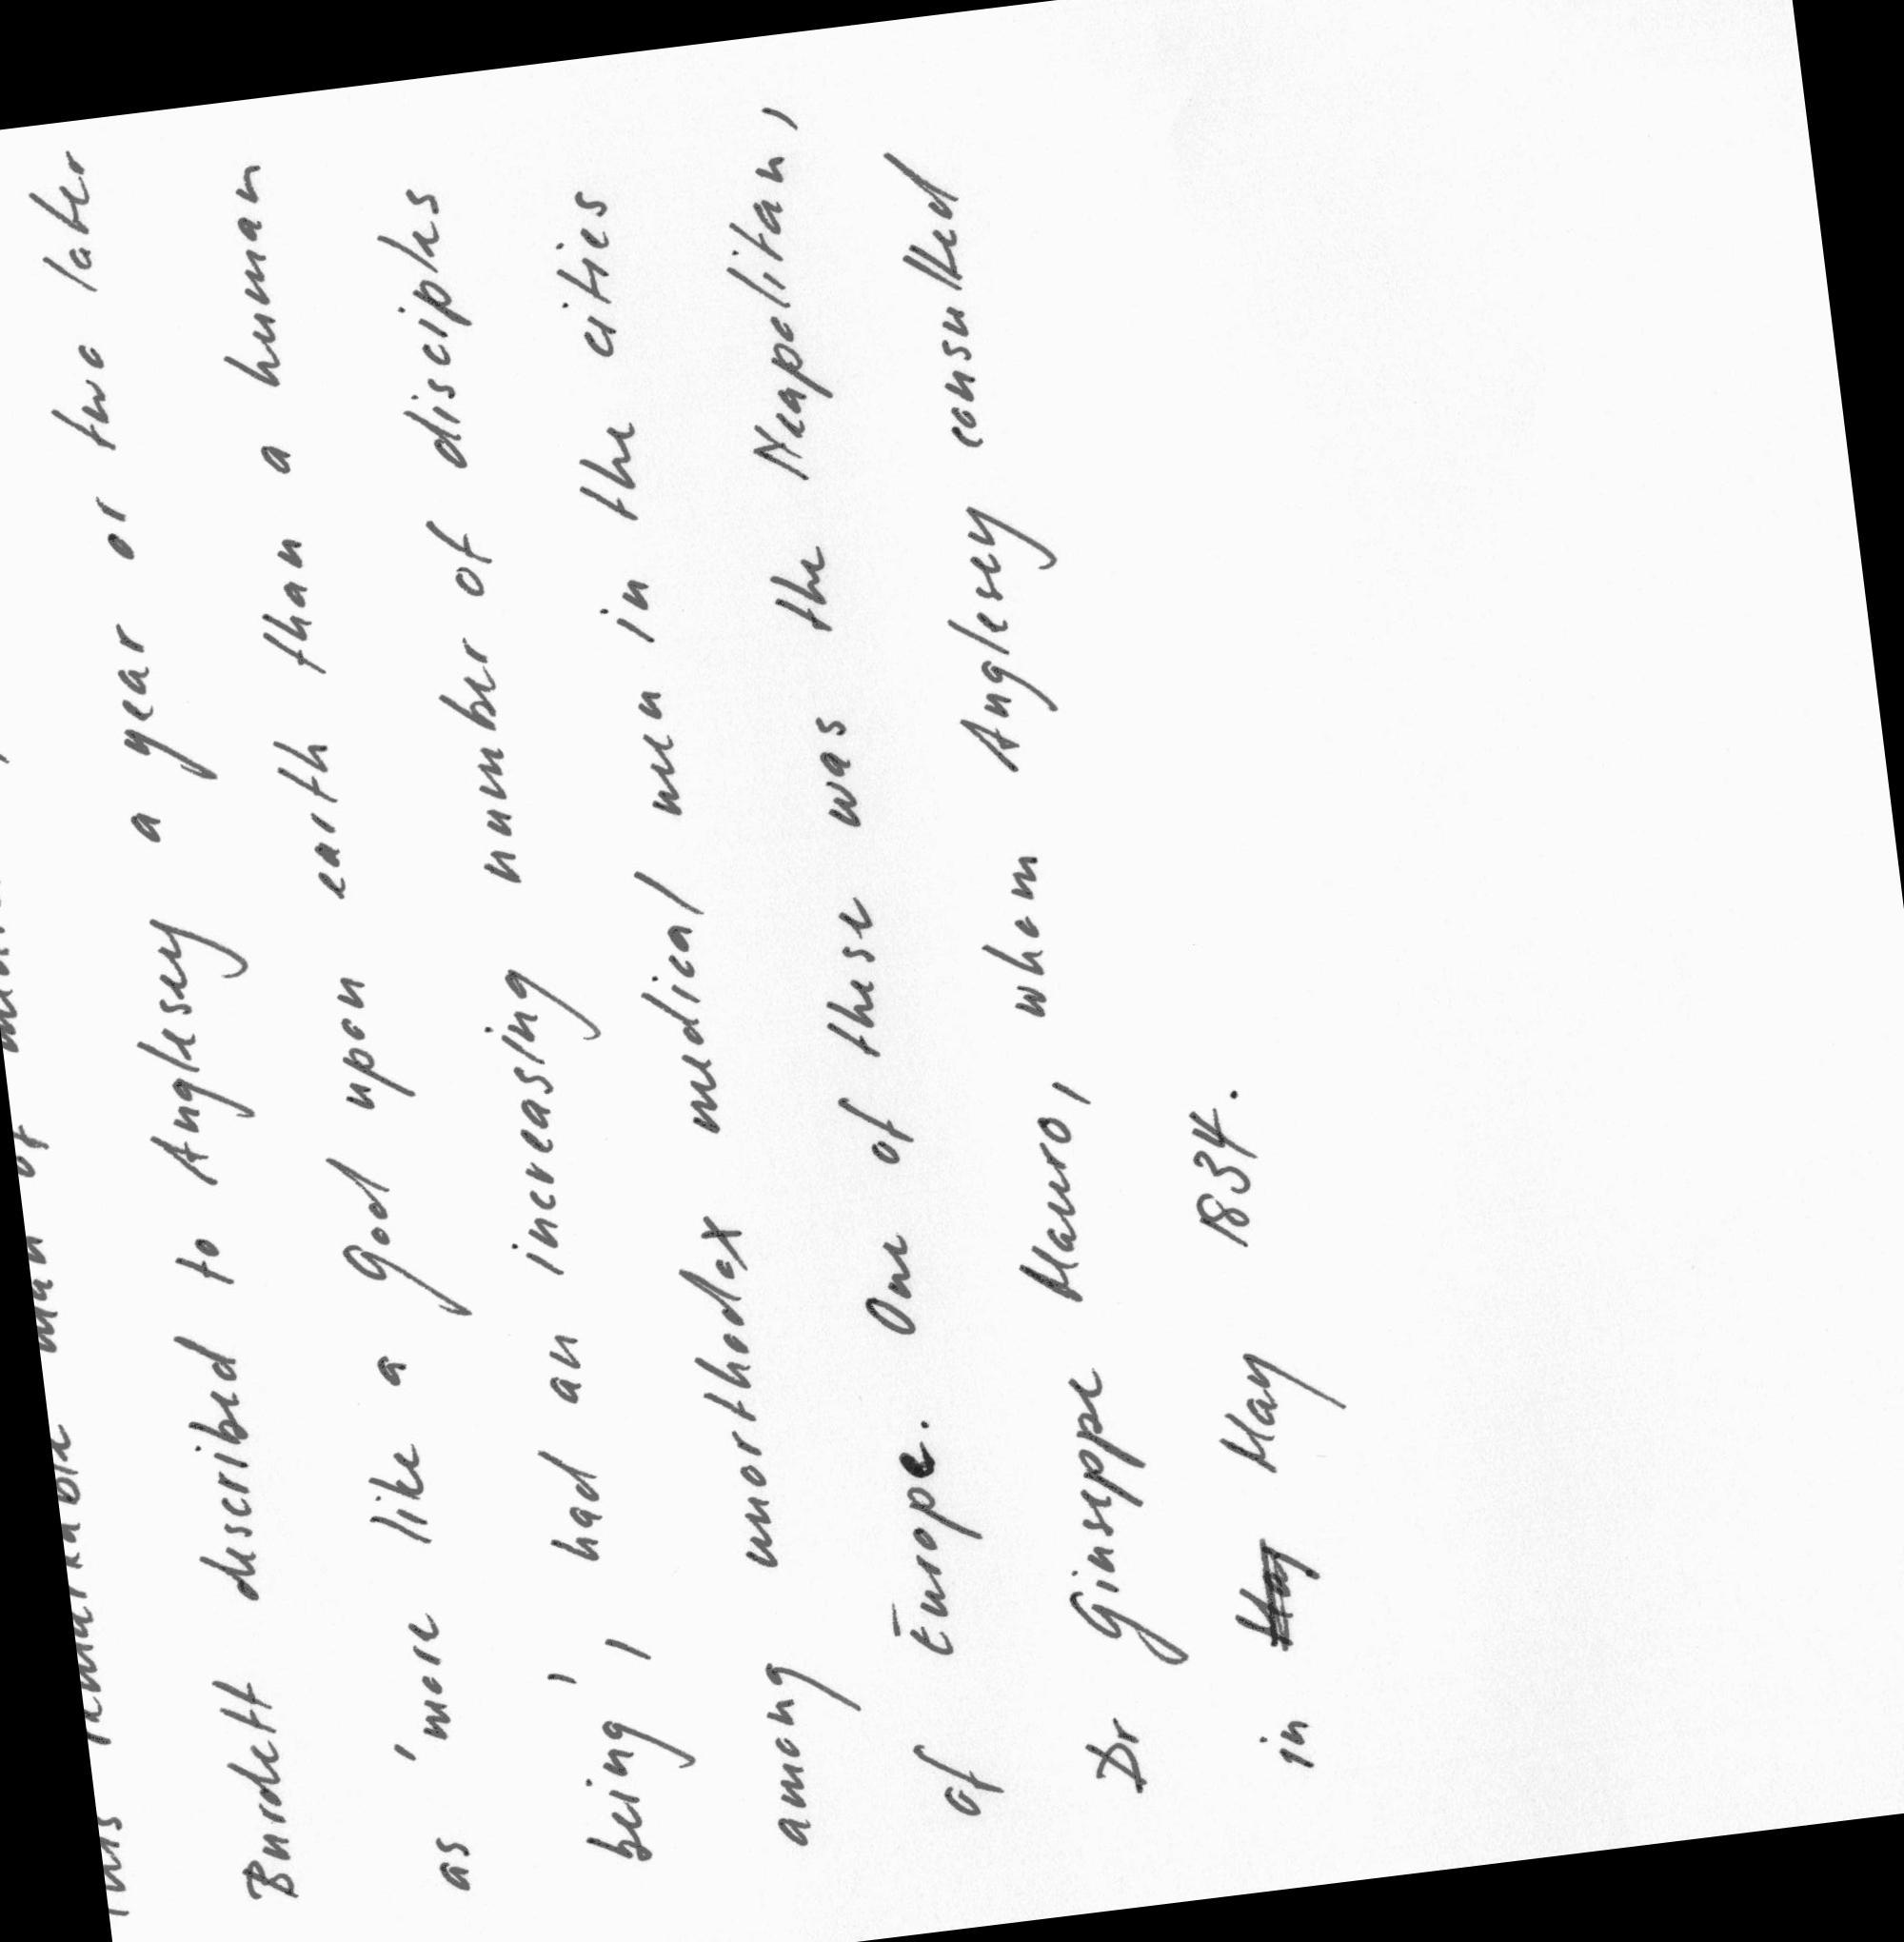 This remarkable man of
Burdett described to Anglesey a year or two later
as 'more like a God upon earth than a human
being', had an increasing number of disciples
among unorthodox medical men in the cities
of Europe. One of these was the Neapolitan,
Dr Giuseppe Mauro, whom Anglesey consulted
in May 1834.